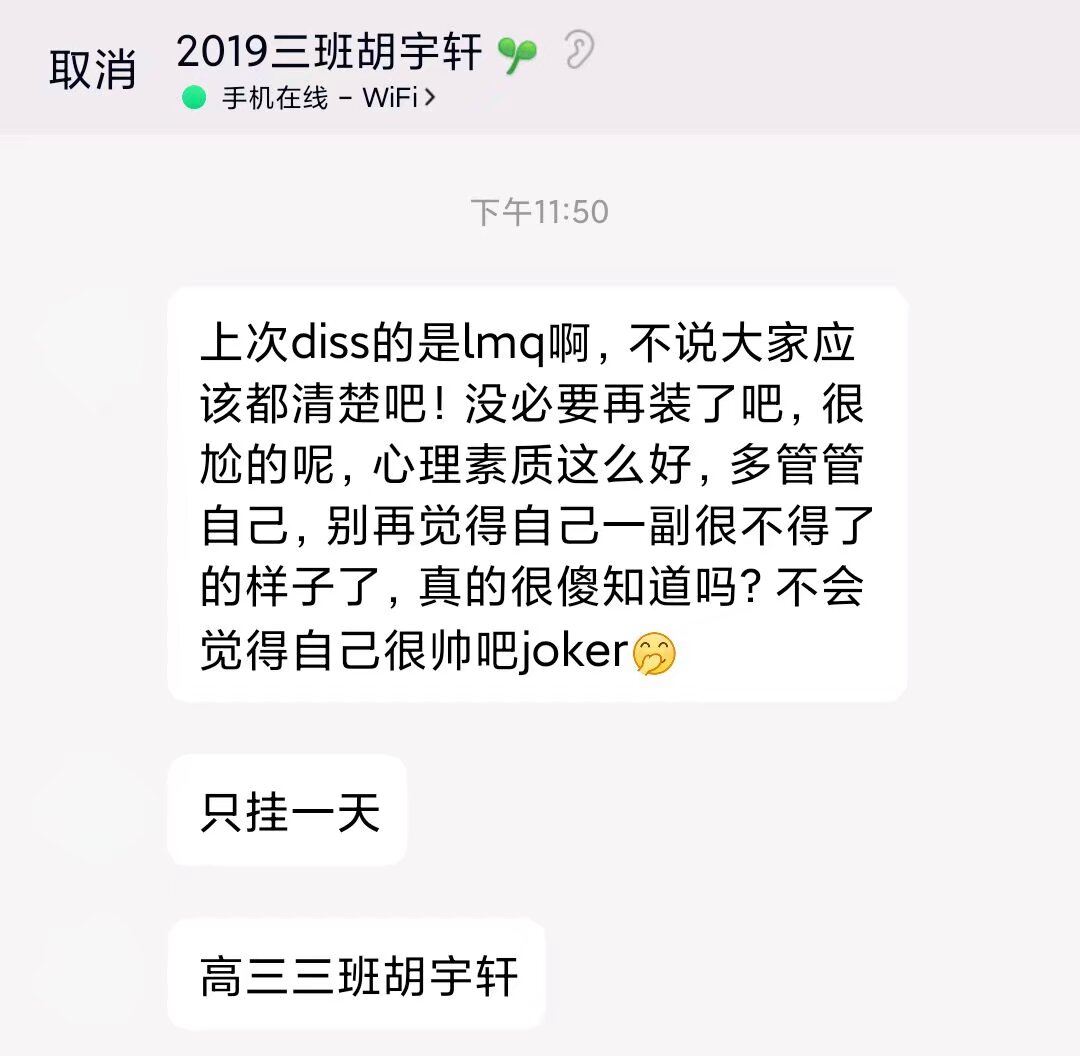 取消
2019三班胡宇轩
手机在线 – WiFi
下午11:50
上次diss的是lmq啊，不说大家应
该都清楚吧！没必要再装了吧，很
尬的呢，心理素质这么好，多管管
自己，别再觉得自己一副很不得了
的样子了，真的很傻知道吗？不会
觉得自己很帅吧joker🤭
只挂一天
高三三班胡宇轩